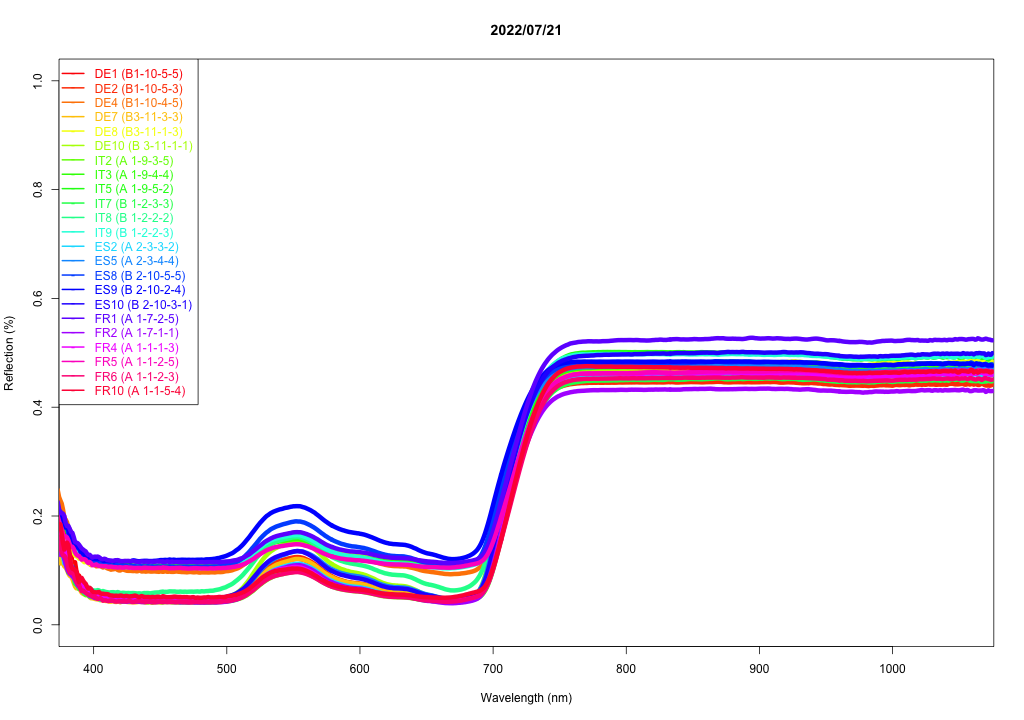 2022/07/21
1.0
0.8
0.6
0.4
0.2
0.0
Reflection (%)
DE1 (B1-10-5-5)
DE2 (B1-10-5-3)
DE4 (B1-10-4-5)
DE7 (B3-11-3-3)
DE8 (B3-11-1-3)
DE10 (B 3-11-1-1)
IT2 (A 1-9-3-5)
IT3 (A 1-9-4-4)
IT5 (A 1-9-5-2)
IT7 (B 1-2-3-3)
IT8 (B 1-2-2-2)
IT9 (B 1-2-2-3)
ES2 (A 2-3-3-2)
ES5 (A 2-3-4-4)
ES8 (B 2-10-5-5)
ES9 (B 2-10-2-4)
ES10 (B 2-10-3-1)
FR1 (A 1-7-2-5)
FR2 (A 1-7-1-1)
FR4 (A 1-1-1-3)
FR5 (A 1-1-2-5)
FR6 (A 1-1-2-3)
FR10 (A 1-1-5-4)
400 500 600 700 800 900 1000
Wavelength (nm)